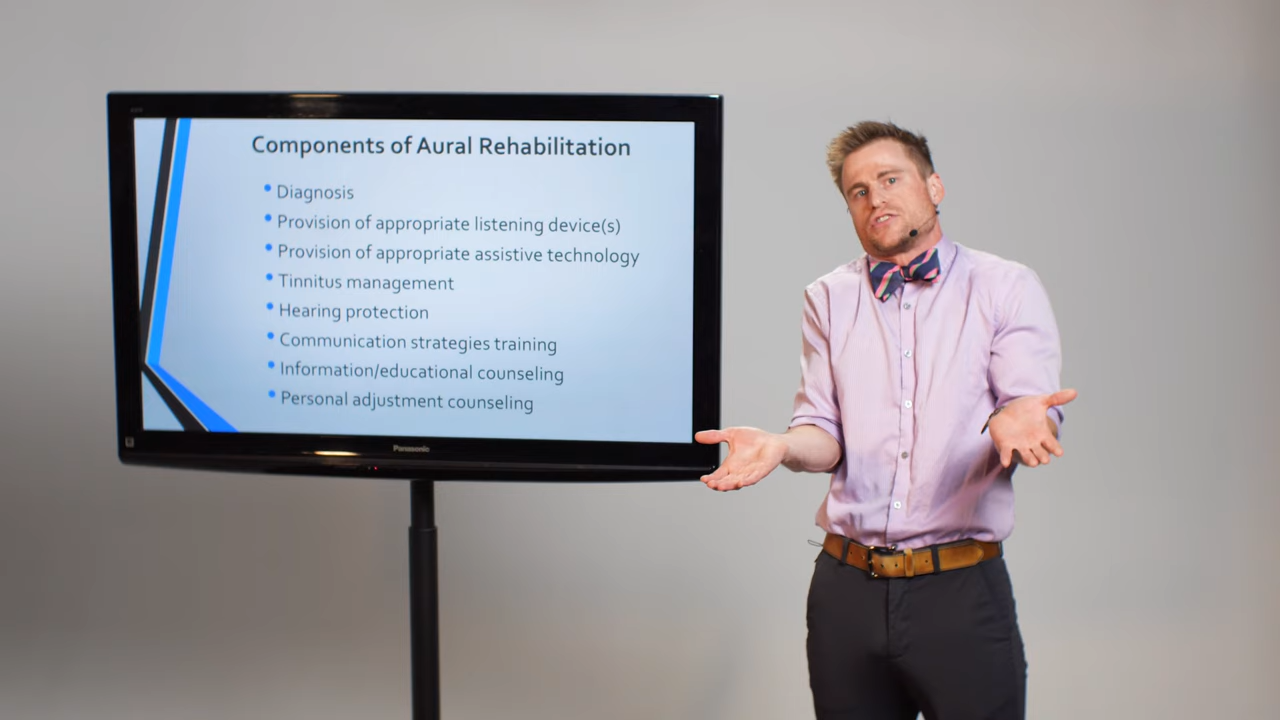 Components of Aural Rehabilitation
• Diagnosis
• Provision of appropriate listening device(s)
• Provision of appropriate assistive technology
• Tinnitus management
• Hearing protection
• Communication strategies training
• Information/educational counseling
• Personal adjustment counseling
Panasonic